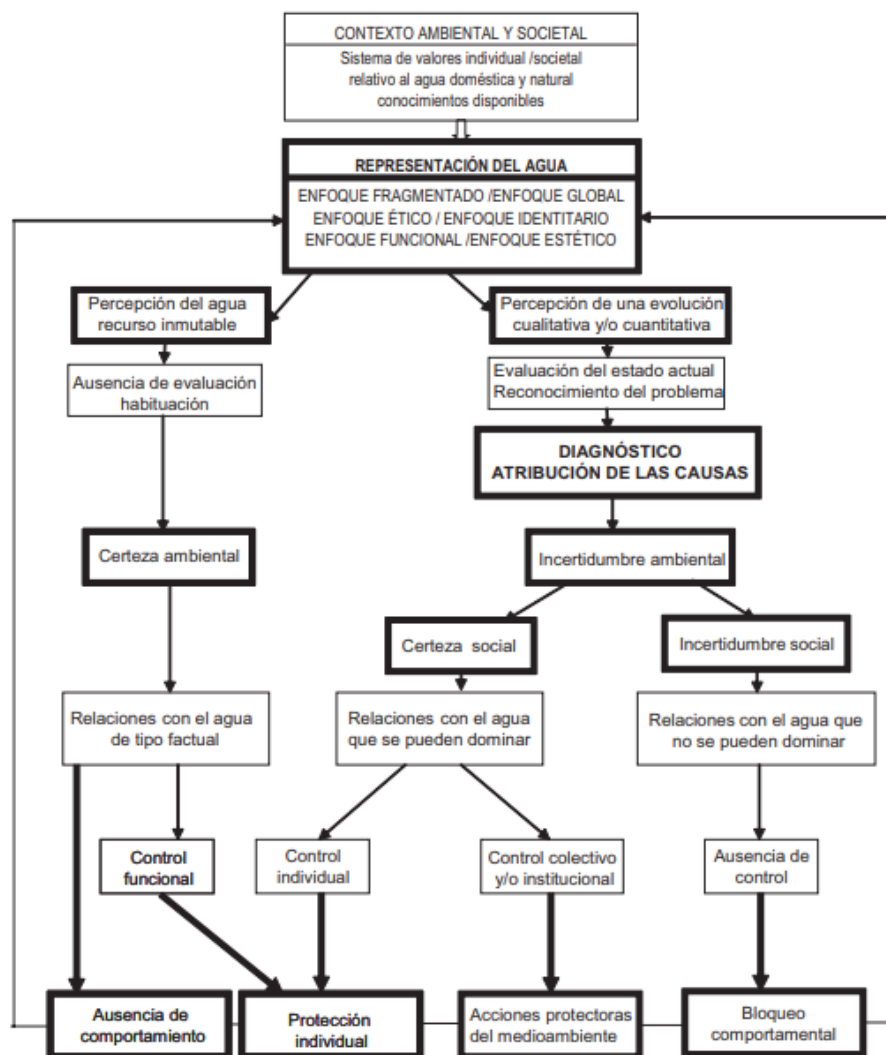 CONTEXTO AMBIENTAL Y SOCIETAL
Sistema de valores individual /societal
relativo al agua doméstica y natural
conocimientos disponibles
REPRESENTACIÓN DEL AGUA
ENFOQUE FRAGMENTADO /ENFOQUE GLOBAL
ENFOQUE ÉTICO / ENFOQUE IDENTITARIO
ENFOQUE FUNCIONAL /ENFOQUE ESTÉTICO
Percepción del agua
recurso inmutable
Percepción de una evolución
cualitativa y/o cuantitativa
Ausencia de evaluación
habituación
Evaluación del estado actual
Reconocimiento del problema
DIAGNÓSTICO
ATRIBUCIÓN DE LAS CAUSAS
Certeza ambiental
Incertidumbre ambiental
Certeza social
Incertidumbre social
Relaciones con el agua
de tipo factual
Relaciones con el agua
que se pueden dominar
Relaciones con el agua que
no se pueden dominar
Control
funcional
Control
individual
Control colectivo
y/o institucional
Ausencia de
control
Ausencia de
comportamiento
Protección
individual
Acciones protectoras
del medioambiente
Bloqueo
comportamental